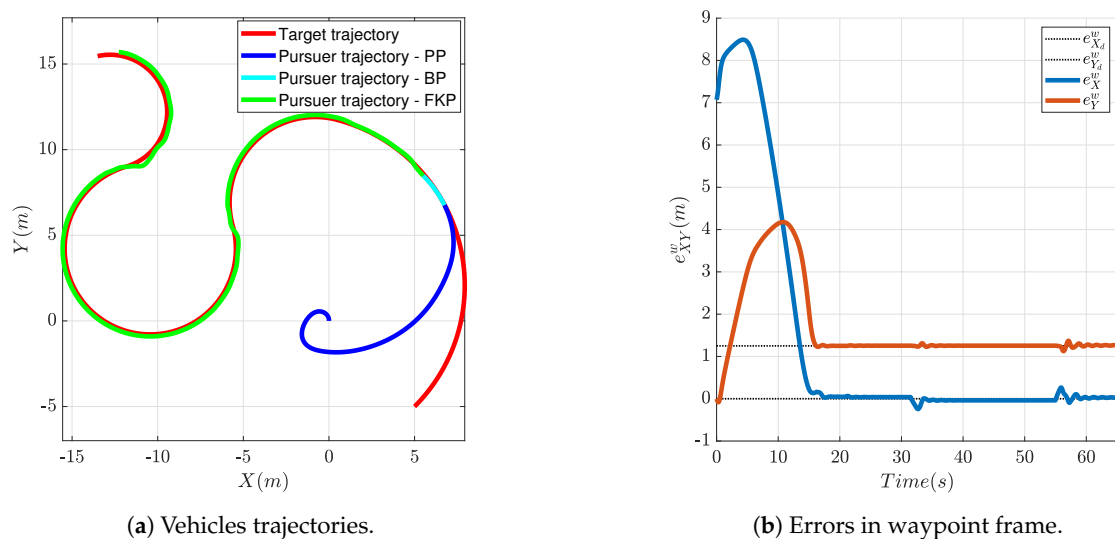 15
10
5
0
-5
Y(m)
-15
-10
-5
0
5
X(m)
Target trajectory
Pursuer trajectory - PP
Pursuer trajectory - BP
Pursuer trajectory - FKP
(a) Vehicles trajectories.
9
8
7
6
5
4
3
2
1
0
-1
e^w_{XY}(m)
0
10
20
30
40
50
60
Time(s)
e^w_{X_d}
e^w_{Y_d}
e^w_X
e^w_Y
(b) Errors in waypoint frame.